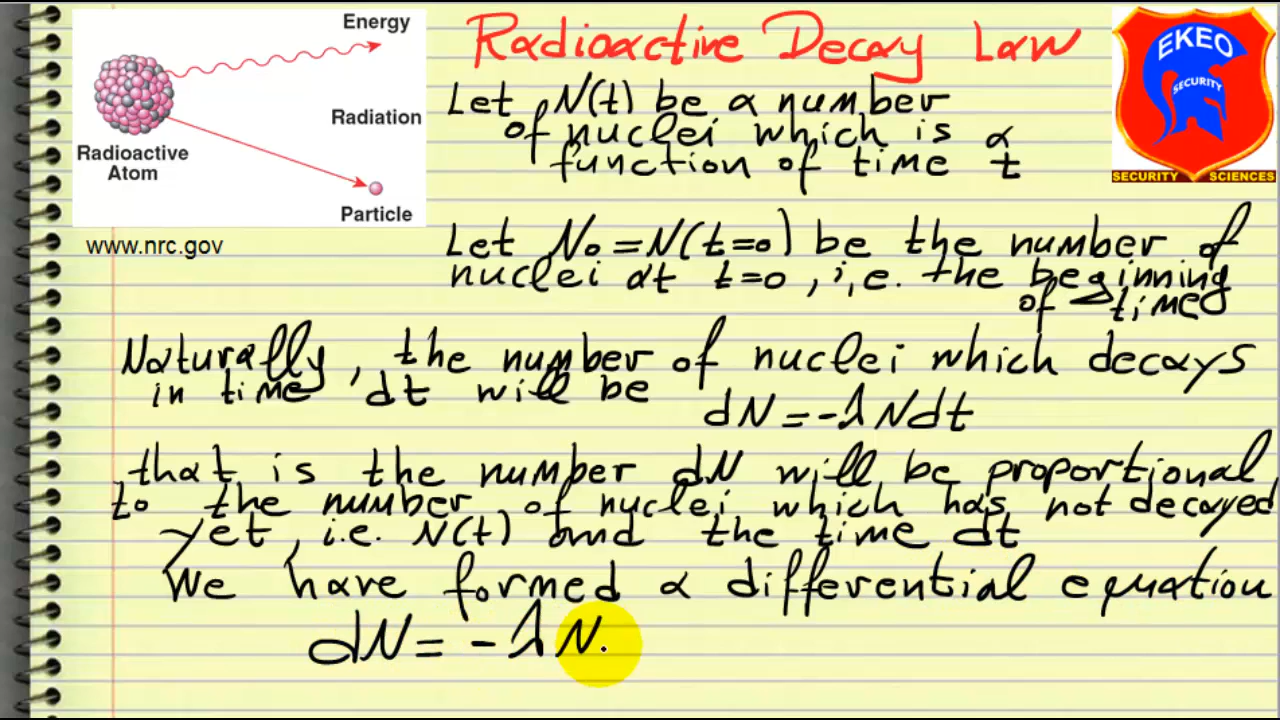 Energy
Radiation
Radioactive
Atom
Particle
www.nrc.gov
Radioactive Decay Law
EKEO
SECURITY
SECURITY SCIENCES
Let N(t) be a number
of nuclei which is a
function of time t
Let N₀ = N(t=0) be the number of
nuclei at t=0, i.e. the beginning
of time
Naturally, the number of nuclei which decays
in time, dt will be
dN = -λNdt
that is the number dN will be proportional
to the number of nuclei which has not decayed
yet, i.e. N(t) and the time dt
We have formed a differential equation
dN = -λN